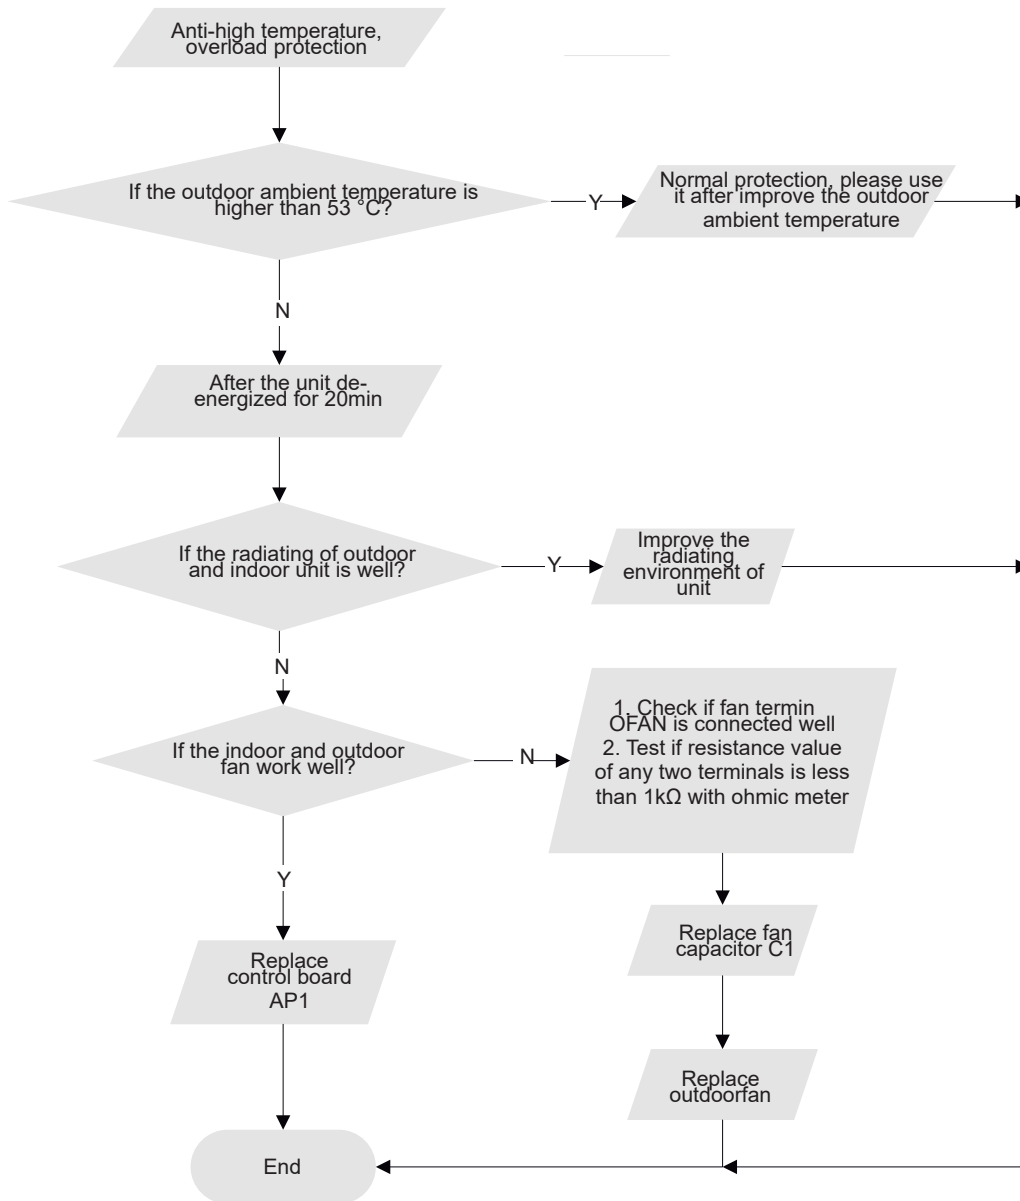 Anti-high temperature,
overload protection
If the outdoor ambient temperature is
higher than 53 °C?
Y
Normal protection, please use
it after improve the outdoor
ambient temperature
N
After the unit de-
energized for 20min
If the radiating of outdoor
and indoor unit is well?
Y
Improve the
radiating
environment of
unit
N
If the indoor and outdoor
fan work well?
N
1. Check if fan termin
OFAN is connected well
2. Test if resistance value
of any two terminals is less
than 1kΩ with ohmic meter
Y
Replace fan
capacitor C1
Replace
control board
AP1
Replace
outdoorfan
End